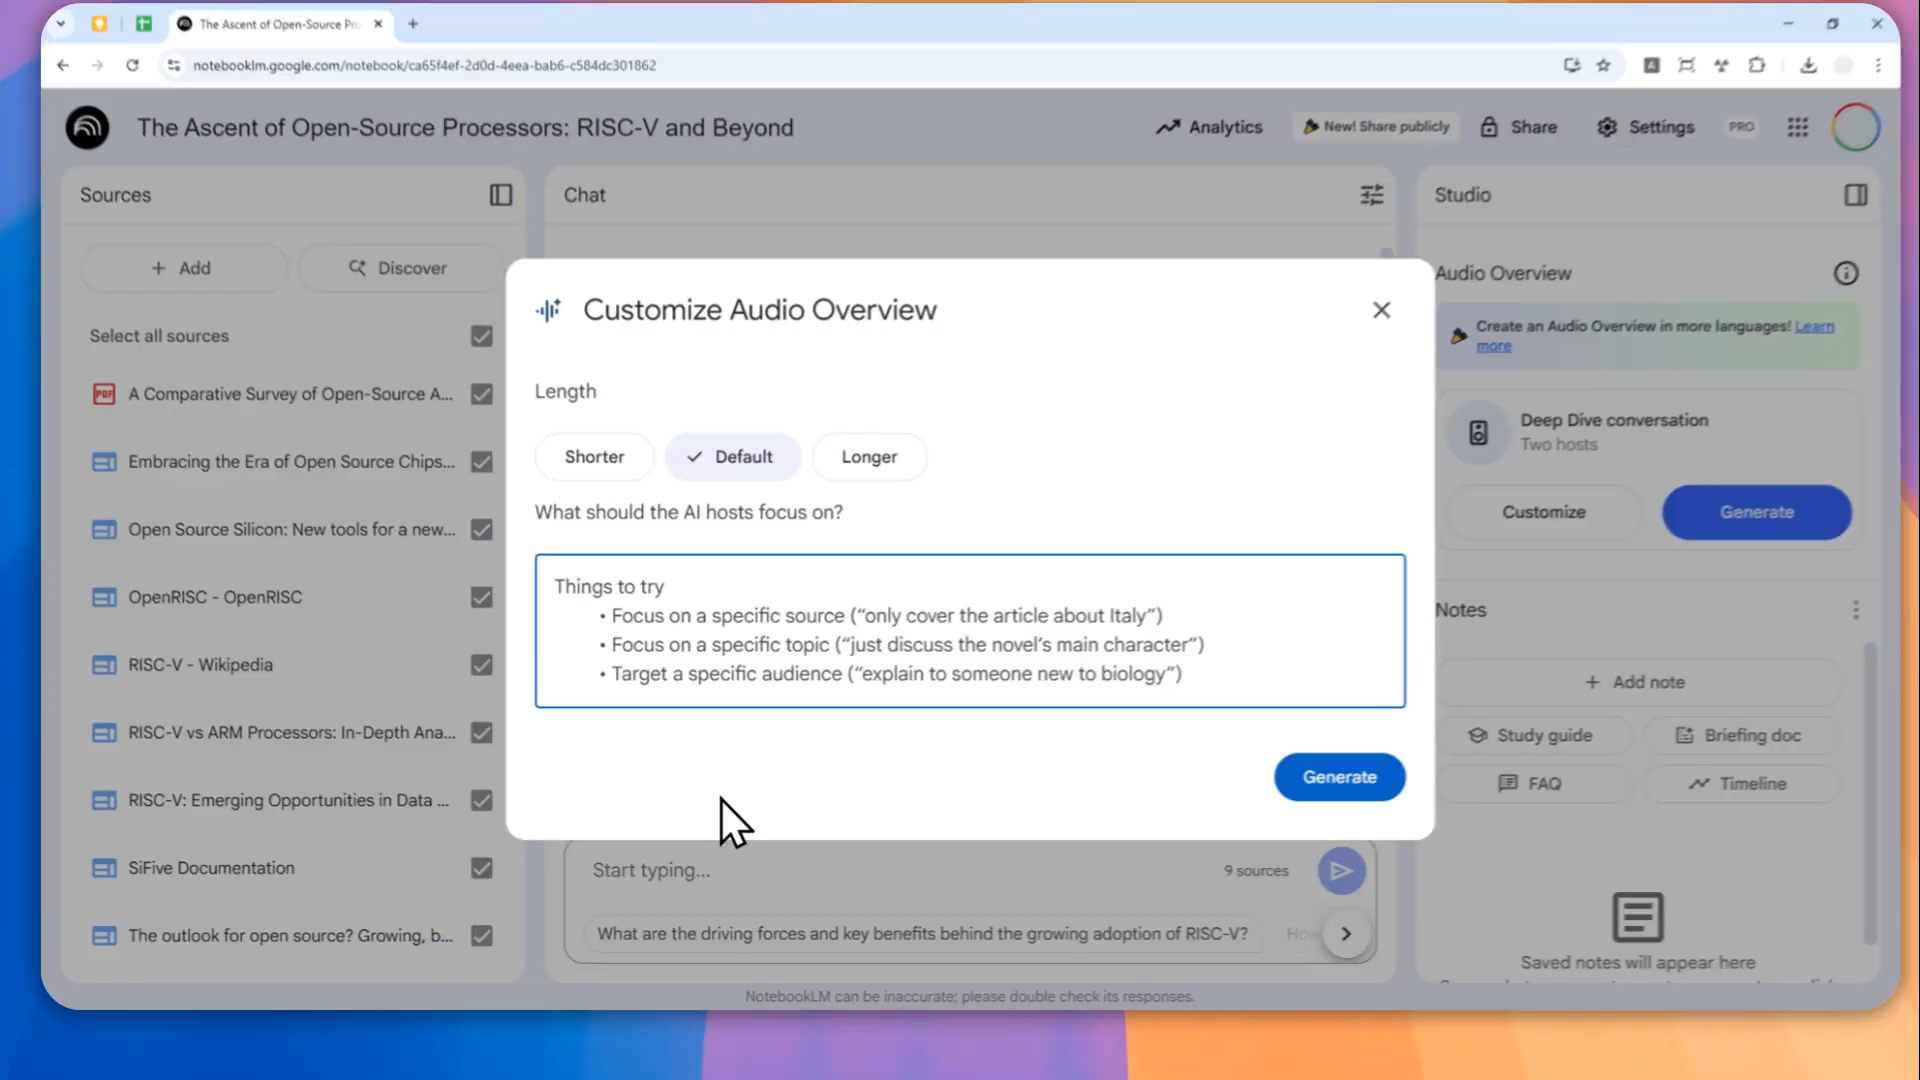 The Ascent of Open-Source Pro
notebooklm.google.com/notebook/ca65f4ef-2d0d-4eea-bab6-c584dc301862
The Ascent of Open-Source Processors: RISC-V and Beyond
Analytics
New! Share publicly
Share
Settings
PRO
Sources
Add
Discover
Select all sources
PDF
A Comparative Survey of Open-Source A...
Embracing the Era of Open Source Chips...
Open Source Silicon: New tools for a new...
OpenRISC - OpenRISC
RISC-V - Wikipedia
RISC-V vs ARM Processors: In-Depth Ana...
RISC-V: Emerging Opportunities in Data ...
SiFive Documentation
The outlook for open source? Growing, b...
Chat
Customize Audio Overview
Length
Shorter
Default
Longer
What should the AI hosts focus on?
Things to try
• Focus on a specific source (“only cover the article about Italy”)
• Focus on a specific topic (“just discuss the novel’s main character”)
• Target a specific audience (“explain to someone new to biology”)
Generate
Start typing...
9 sources
What are the driving forces and key benefits behind the growing adoption of RISC-V?
NotebookLM can be inaccurate; please double check its responses.
Studio
Audio Overview
Create an Audio Overview in more languages! Learn
more
Deep Dive conversation
Two hosts
Customize
Generate
Notes
Add note
Study guide
Briefing doc
FAQ
Timeline
Saved notes will appear here